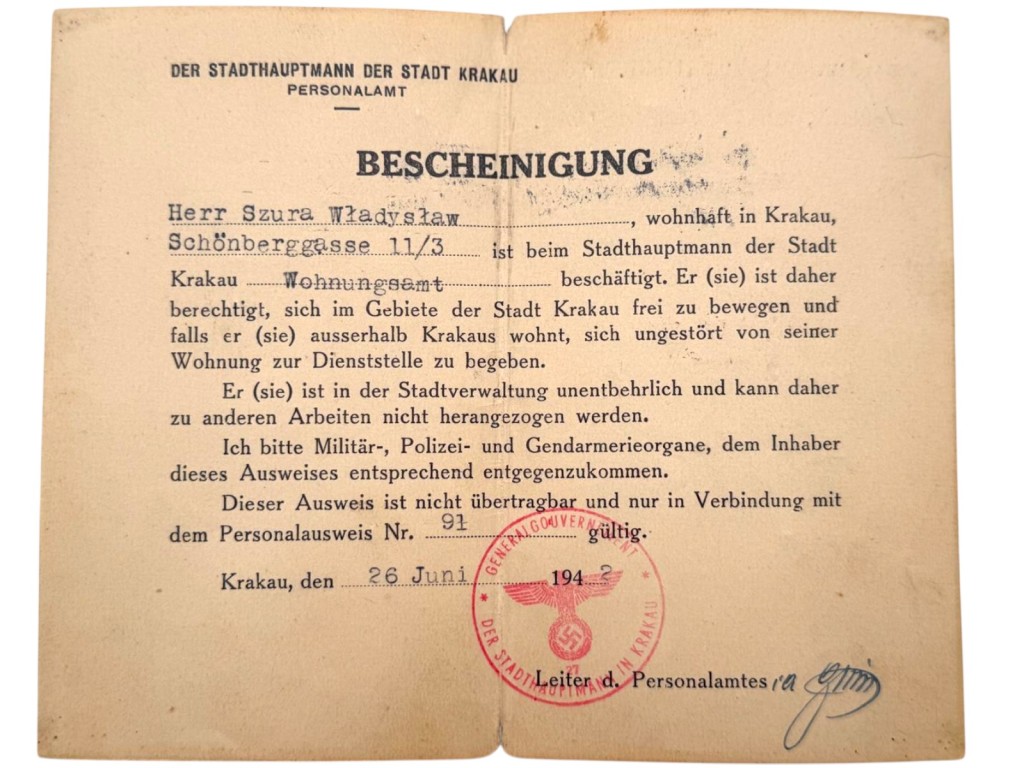 DER STADTHAUPTMANN DER STADT KRAKAU
PERSONALAMT
BESCHEINIGUNG
Herr Szura Władysław, wohnhaft in Krakau,
Schönberggasse 11/3 ist beim Stadthauptmann der Stadt
Krakau Wohnungsamt beschäftigt. Er (sie) ist daher
berechtigt, sich im Gebiete der Stadt Krakau frei zu bewegen und
falls er (sie) ausserhalb Krakaus wohnt, sich ungestört von seiner
Wohnung zur Dienststelle zu begeben.
Er (sie) ist in der Stadtverwaltung unentbehrlich und kann daher
zu anderen Arbeiten nicht herangezogen werden.
Ich bitte Militär-, Polizei- und Gendarmerieorgane, dem Inhaber
dieses Ausweises entsprechend entgegenzukommen.
Dieser Ausweis ist nicht übertragbar und nur in Verbindung mit
dem Personalausweis Nr. 91 gültig.
Krakau, den 26 Juni 1942
* GENERALGOUVERNEMENT *
DER STADTHAUPTMANN IN KRAKAU
27
Leiter d. Personalamtes